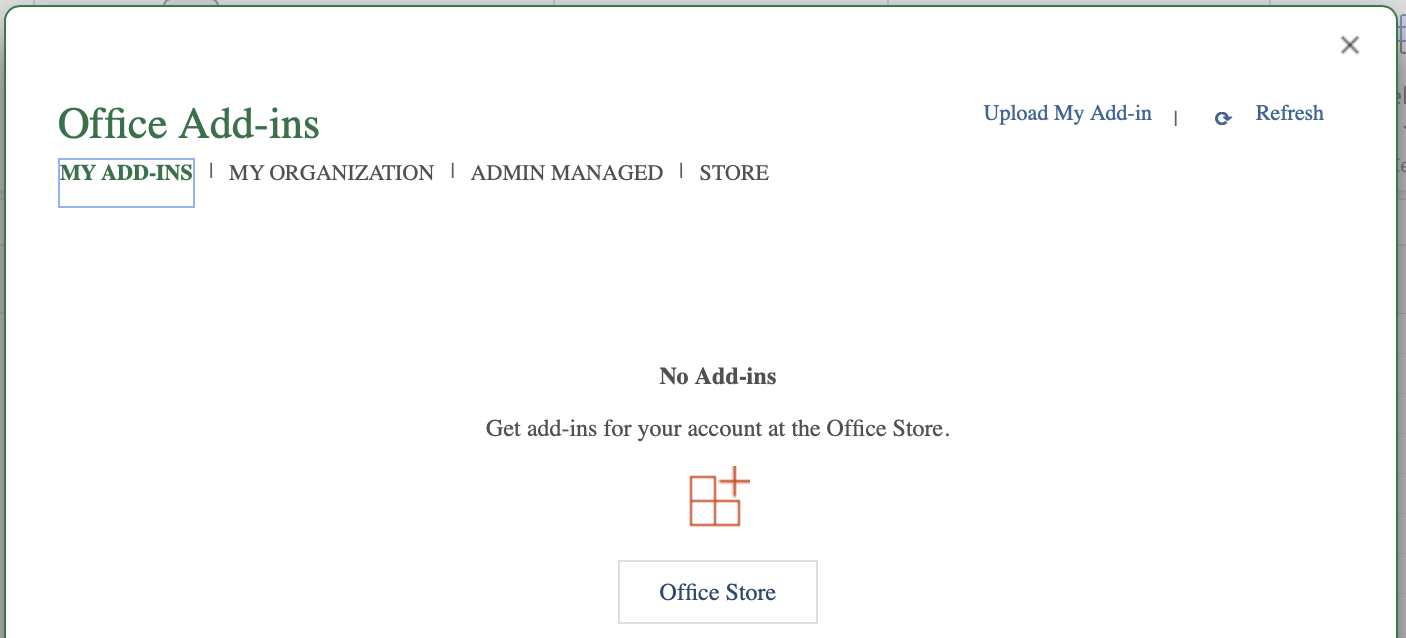 Office Add-ins
Upload My Add-in | Refresh
MY ADD-INS | MY ORGANIZATION | ADMIN MANAGED | STORE
No Add-ins
Get add-ins for your account at the Office Store.
Office Store